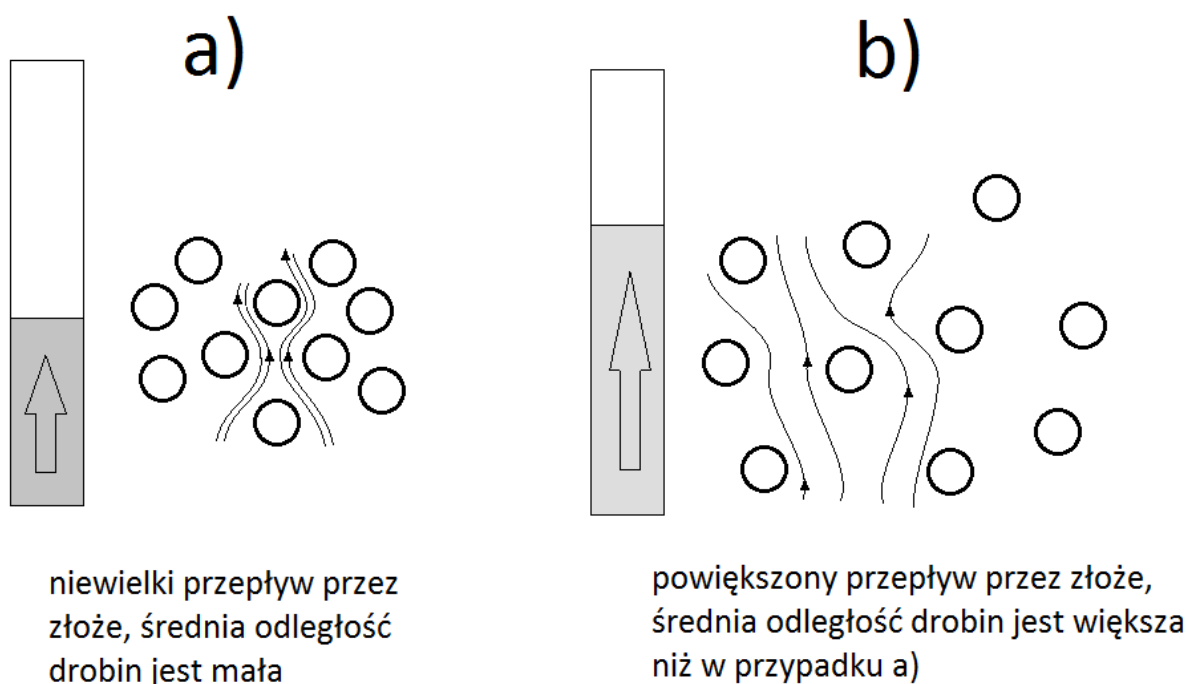 a)
b)
niewielki przepływ przez
złoże, średnia odległość
drobin jest mała
powiększony przepływ przez złoże,
średnia odległość drobin jest większa
niż w przypadku a)